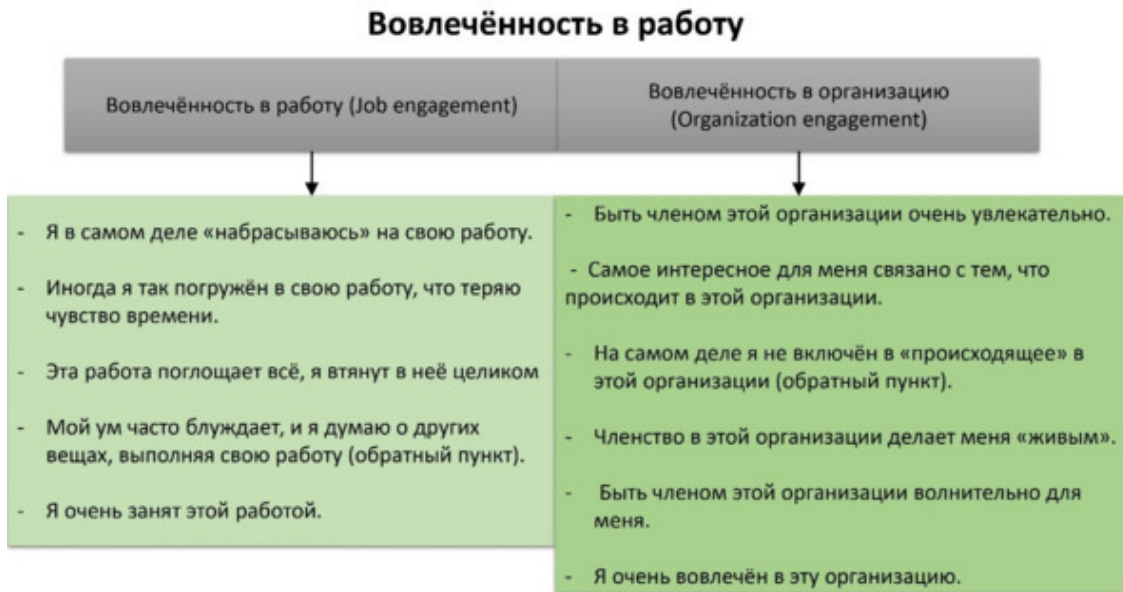 Вовлечённость в работу
Вовлечённость в работу (Job engagement)
Вовлечённость в организацию
(Organization engagement)
- Я в самом деле «набрасываюсь» на свою работу.
- Иногда я так погружён в свою работу, что теряю
чувство времени.
- Эта работа поглощает всё, я втянут в неё целиком
- Мой ум часто блуждает, и я думаю о других
вещах, выполняя свою работу (обратный пункт).
- Я очень занят этой работой.
- Быть членом этой организации очень увлекательно.
- Самое интересное для меня связано с тем, что
происходит в этой организации.
- На самом деле я не включён в «происходящее» в
этой организации (обратный пункт).
- Членство в этой организации делает меня «живым».
- Быть членом этой организации волнительно для
меня.
- Я очень вовлечён в эту организацию.